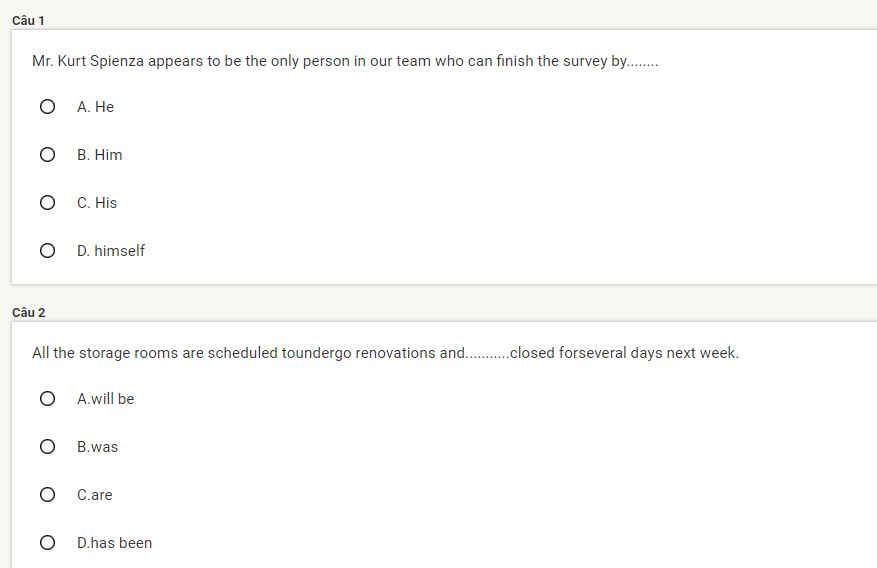 Câu 1
Mr. Kurt Spienza appears to be the only person in our team who can finish the survey by........
A. He
B. Him
C. His
D. himself
Câu 2
All the storage rooms are scheduled toundergo renovations and...........closed forseveral days next week.
A.will be
B.was
C.are
D.has been